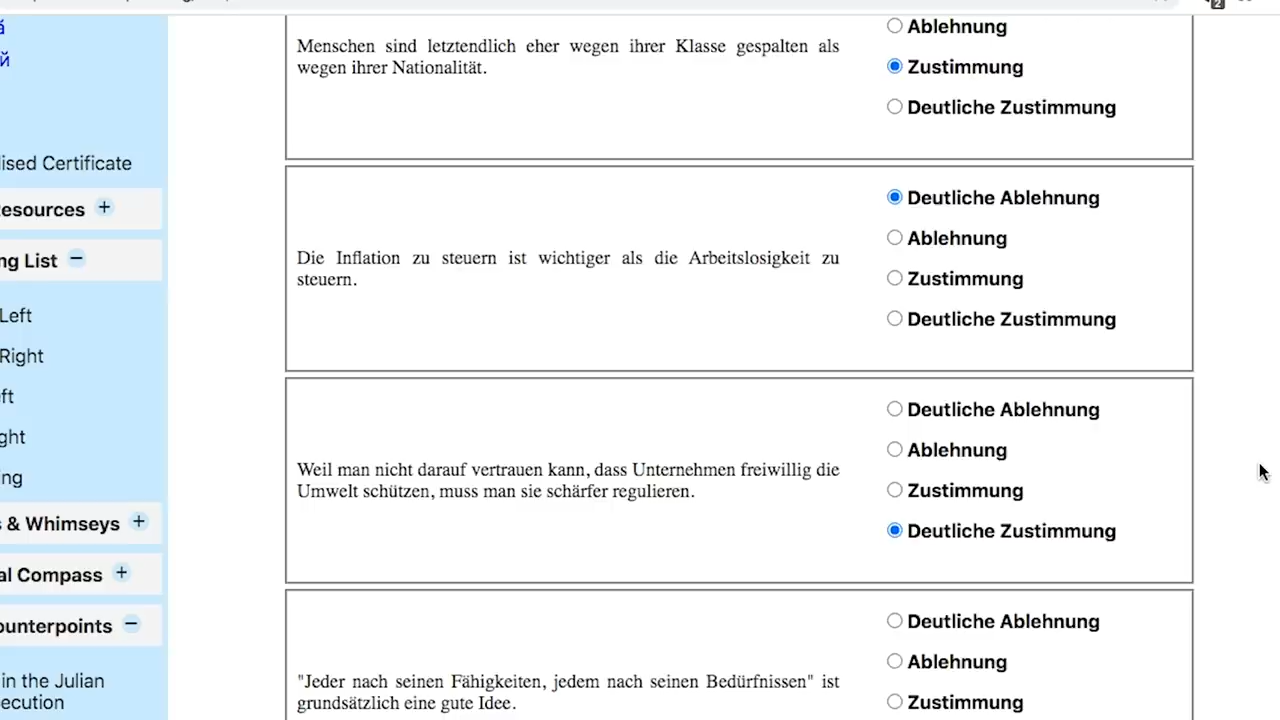 й
lised Certificate
Resources +
ng List −
Left
Right
ft
ght
ing
s & Whimseys +
al Compass +
ounterpoints −
in the Julian
ecution
2
Menschen sind letztendlich eher wegen ihrer Klasse gespalten als
wegen ihrer Nationalität.
Ablehnung
Zustimmung
Deutliche Zustimmung
Die Inflation zu steuern ist wichtiger als die Arbeitslosigkeit zu
steuern.
Deutliche Ablehnung
Ablehnung
Zustimmung
Deutliche Zustimmung
Weil man nicht darauf vertrauen kann, dass Unternehmen freiwillig die
Umwelt schützen, muss man sie schärfer regulieren.
Deutliche Ablehnung
Ablehnung
Zustimmung
Deutliche Zustimmung
"Jeder nach seinen Fähigkeiten, jedem nach seinen Bedürfnissen" ist
grundsätzlich eine gute Idee.
Deutliche Ablehnung
Ablehnung
Zustimmung